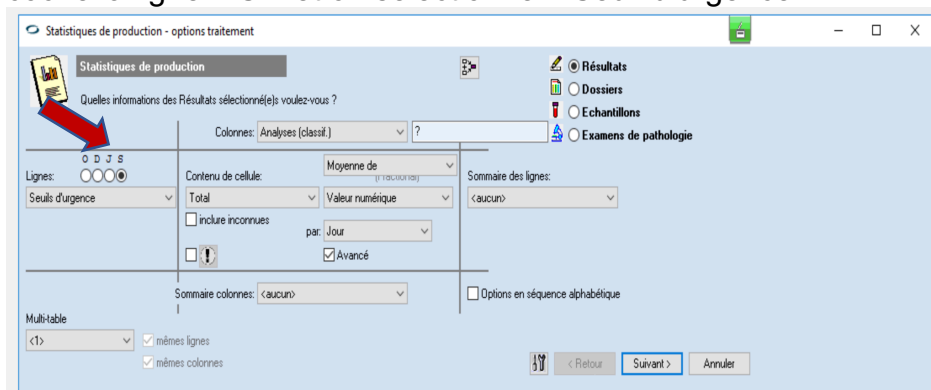 Statistiques de production - options traitement
Statistiques de production
Quelles informations des Résultats sélectionné(e)s voulez-vous ?
Résultats
Dossiers
Echantillons
Examens de pathologie
Colonnes: Analyses (classif.) ?
O D J S
Lignes:
Seuils d'urgence
Contenu de cellule:
Moyenne de
Total
Valeur numérique
inclure inconnues
par: Jour
Avancé
Sommaire des lignes:
<aucun>
Sommaire colonnes: <aucun>
Options en séquence alphabétique
Multi-table
<1>
mêmes lignes
mêmes colonnes
< Retour
Suivant >
Annuler